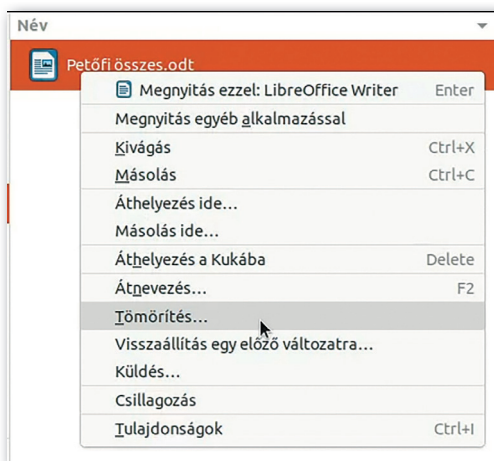 Név
Petőfi összes.odt
Megnyitás ezzel: LibreOffice Writer Enter
Megnyitás egyéb alkalmazással
Kivágás Ctrl+X
Másolás Ctrl+C
Áthelyezés ide...
Másolás ide...
Áthelyezés a Kukába Delete
Átnevezés... F2
Tömörítés...
Visszaállítás egy előző változatra...
Küldés...
Csillagozás
Tulajdonságok Ctrl+I